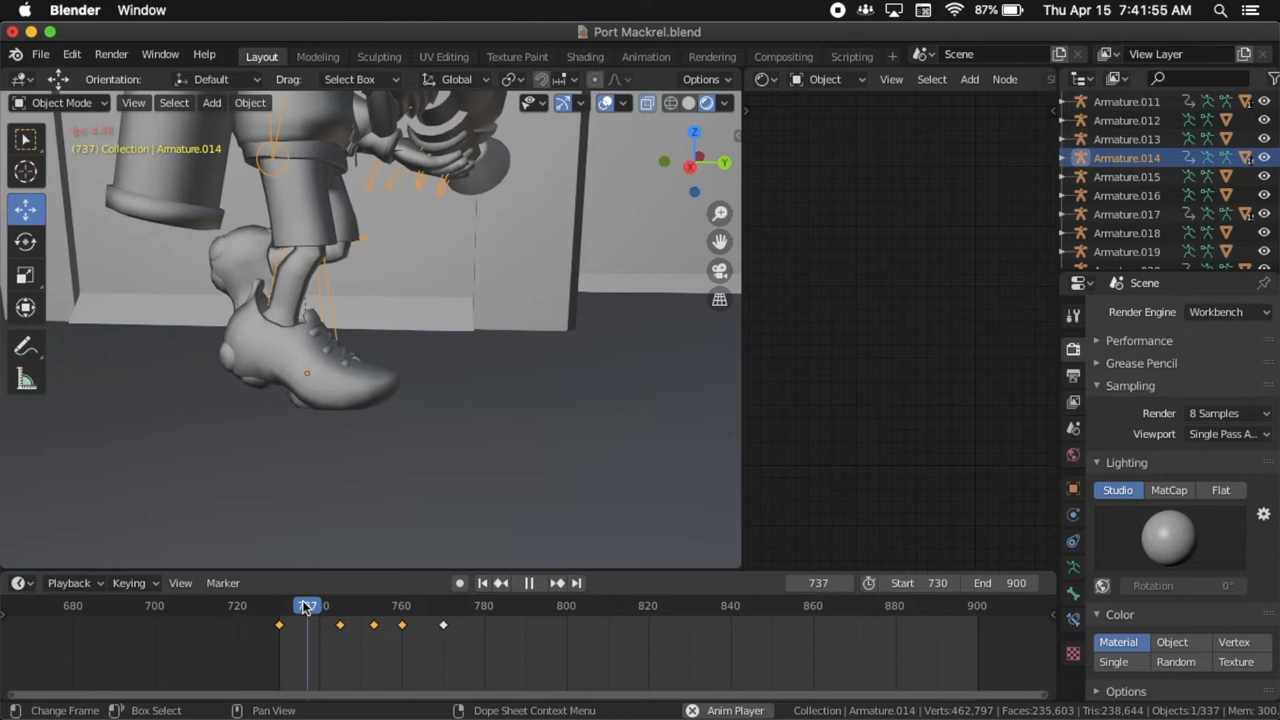 Blender Window 87% Thu Apr 15 7:41:55 AM
Port Mackrel.blend
File Edit Render Window Help Layout Modeling Sculpting UV Editing Texture Paint Shading Animation Rendering Compositing Scripting + Scene View Layer
Orientation: Default Drag: Select Box Global Options Object View Select Add Node
Object Mode View Select Add Object
fps 4.48
(737) Collection | Armature.014
Z
Y
X
Armature.011
Armature.012
Armature.013
Armature.014
Armature.015
Armature.016
Armature.017
Armature.018
Armature.019
Scene
Render Engine Workbench
Performance
Grease Pencil
Sampling
Render 8 Samples
Viewport Single Pass A...
Lighting
Studio MatCap Flat
Rotation 0°
Color
Material Object Vertex
Single Random Texture
Options
Playback Keying View Marker 737 Start 730 End 900
680 700 720 737 760 780 800 820 840 860 880 900
Change Frame Box Select Pan View Dope Sheet Context Menu Anim Player Collection | Armature.014 | Verts:462,797 | Faces:235,603 | Tris:238,644 | Objects:1/337 | Mem: 300.